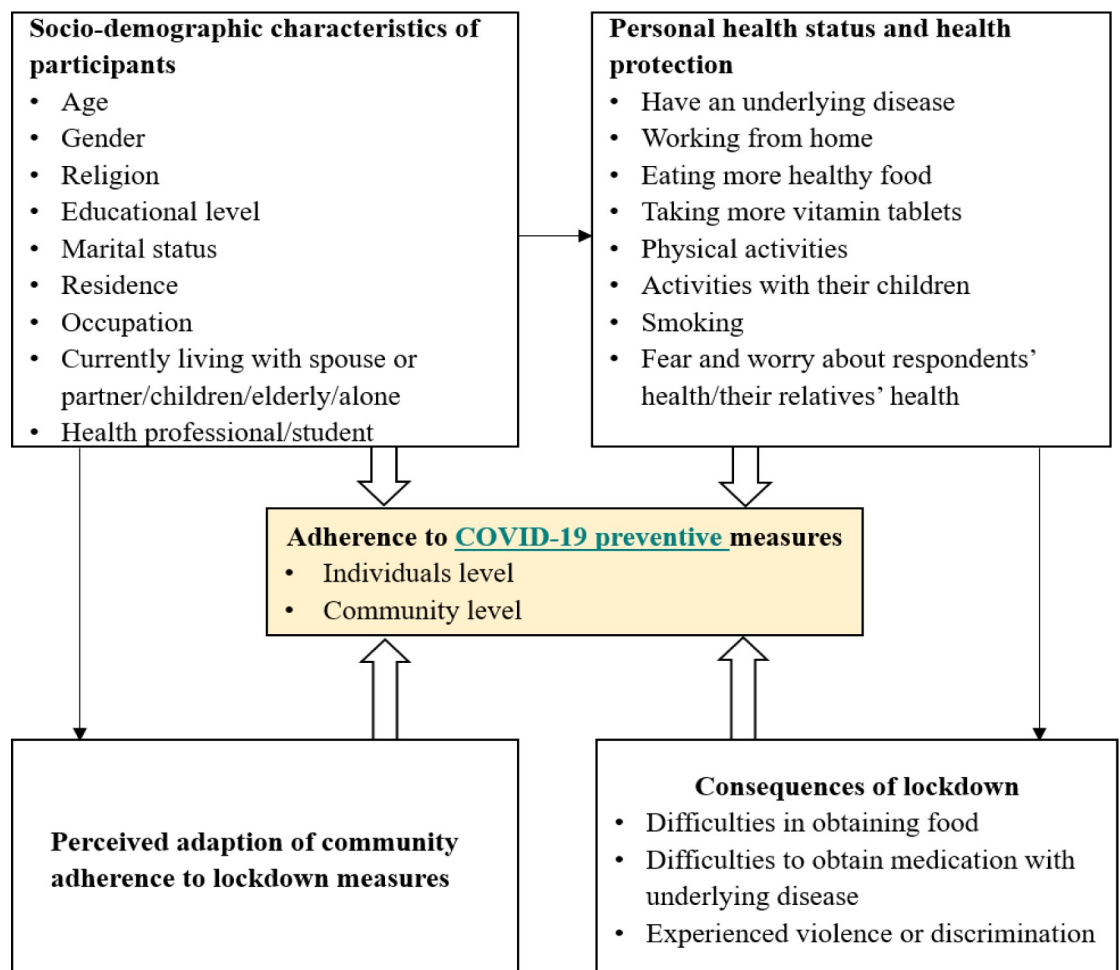 Socio-demographic characteristics of
participants
• Age
• Gender
• Religion
• Educational level
• Marital status
• Residence
• Occupation
• Currently living with spouse or
partner/children/elderly/alone
• Health professional/student
Personal health status and health
protection
• Have an underlying disease
• Working from home
• Eating more healthy food
• Taking more vitamin tablets
• Physical activities
• Activities with their children
• Smoking
• Fear and worry about respondents’
health/their relatives’ health
Adherence to COVID-19 preventive measures
• Individuals level
• Community level
Perceived adaption of community
adherence to lockdown measures
Consequences of lockdown
• Difficulties in obtaining food
• Difficulties to obtain medication with
underlying disease
• Experienced violence or discrimination